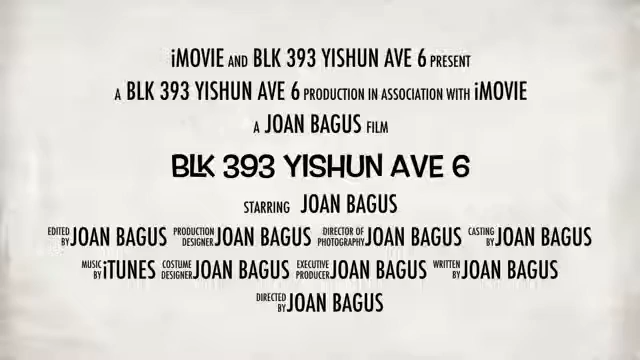 iMOVIE AND BLK 393 YISHUN AVE 6 PRESENT
A BLK 393 YISHUN AVE 6 PRODUCTION IN ASSOCIATION WITH iMOVIE
A JOAN BAGUS FILM
BLK 393 YISHUN AVE 6
STARRING JOAN BAGUS
EDITED BY JOAN BAGUS PRODUCTION DESIGNER JOAN BAGUS DIRECTOR OF PHOTOGRAPHY JOAN BAGUS CASTING BY JOAN BAGUS
MUSIC BY iTUNES COSTUME DESIGNER JOAN BAGUS EXECUTIVE PRODUCER JOAN BAGUS WRITTEN BY JOAN BAGUS
DIRECTED BY JOAN BAGUS